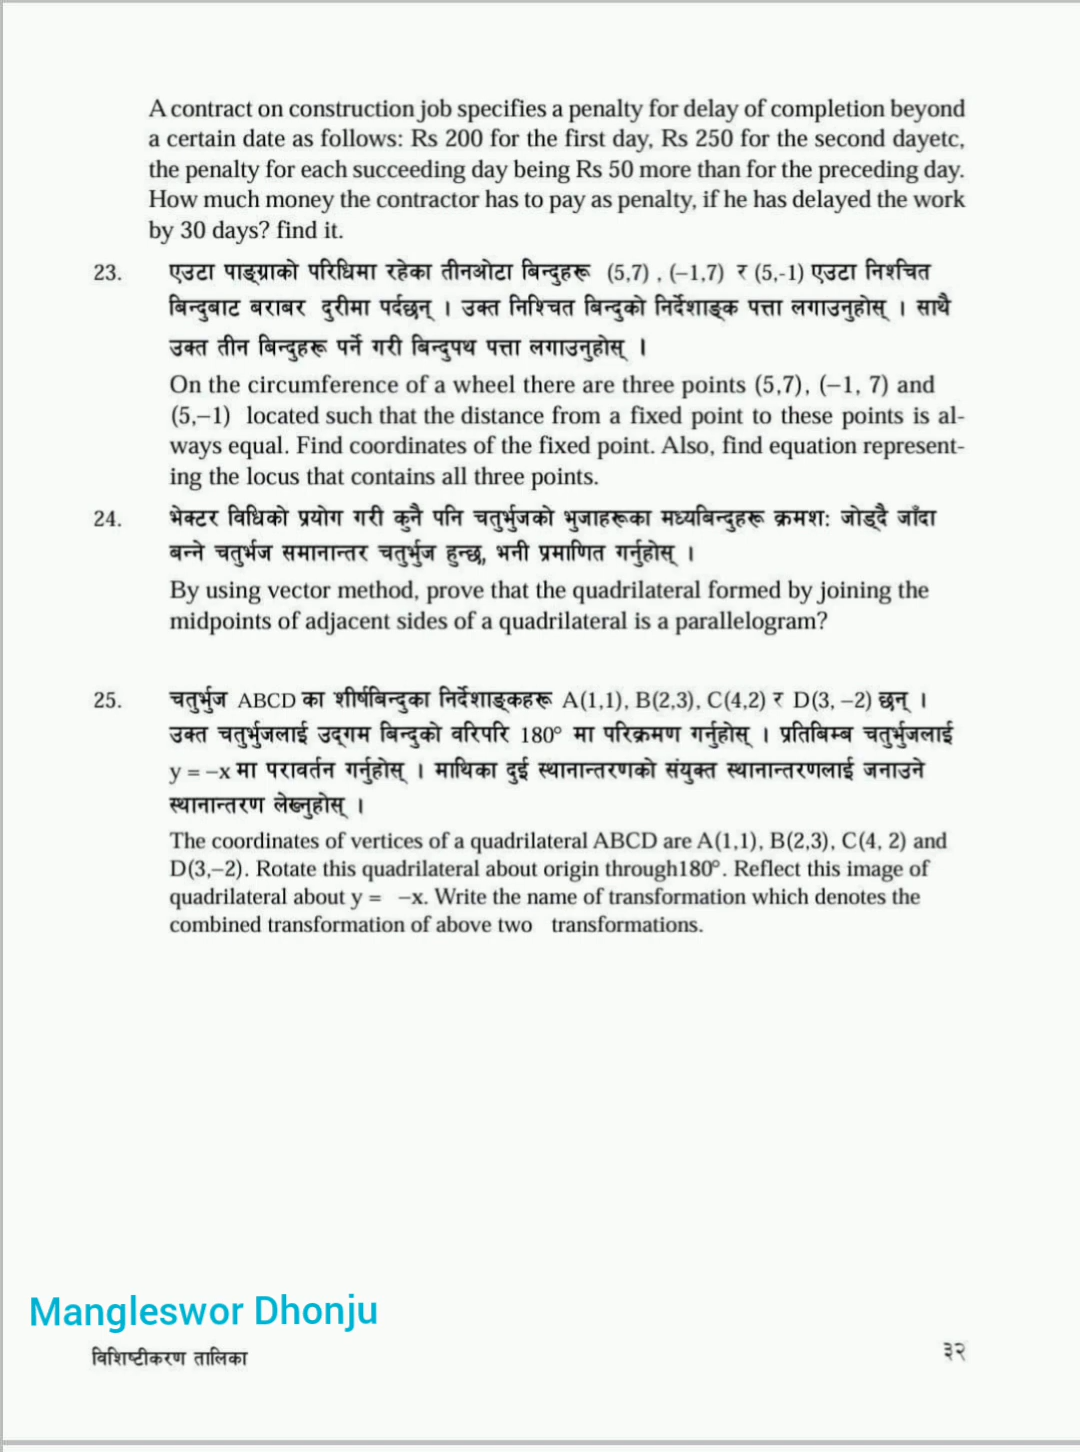 A contract on construction job specifies a penalty for delay of completion beyond
a certain date as follows: Rs 200 for the first day, Rs 250 for the second dayetc,
the penalty for each succeeding day being Rs 50 more than for the preceding day.
How much money the contractor has to pay as penalty, if he has delayed the work
by 30 days? find it.
23. एउटा पाङ्ग्राको परिधिमा रहेका तीनओटा बिन्दुहरू (5,7) , (−1,7) र (5,-1) एउटा निश्चित
बिन्दुबाट बराबर दुरीमा पर्दछन् । उक्त निश्चित बिन्दुको निर्देशाङ्क पत्ता लगाउनुहोस् । साथै
उक्त तीन बिन्दुहरू पर्ने गरी बिन्दुपथ पत्ता लगाउनुहोस् ।
On the circumference of a wheel there are three points (5,7), (−1, 7) and
(5,−1) located such that the distance from a fixed point to these points is al-
ways equal. Find coordinates of the fixed point. Also, find equation represent-
ing the locus that contains all three points.
24. भेक्टर विधिको प्रयोग गरी कुनै पनि चतुर्भुजको भुजाहरूका मध्यबिन्दुहरू क्रमश: जोड्दै जाँदा
बन्ने चतुर्भज समानान्तर चतुर्भुज हुन्छ, भनी प्रमाणित गर्नुहोस् ।
By using vector method, prove that the quadrilateral formed by joining the
midpoints of adjacent sides of a quadrilateral is a parallelogram?
25. चतुर्भुज ABCD का शीर्षबिन्दुका निर्देशाङ्कहरू A(1,1), B(2,3), C(4,2) र D(3, −2) छन् ।
उक्त चतुर्भुजलाई उद्‌गम बिन्दुको वरिपरि 180° मा परिक्रमण गर्नुहोस् । प्रतिबिम्ब चतुर्भुजलाई
y = −x मा परावर्तन गर्नुहोस् । माथिका दुई स्थानान्तरणको संयुक्त स्थानान्तरणलाई जनाउने
स्थानान्तरण लेख्नुहोस् ।
The coordinates of vertices of a quadrilateral ABCD are A(1,1), B(2,3), C(4, 2) and
D(3,−2). Rotate this quadrilateral about origin through180°. Reflect this image of
quadrilateral about y = −x. Write the name of transformation which denotes the
combined transformation of above two transformations.
Mangleswor Dhonju
विशिष्टीकरण तालिका ३२